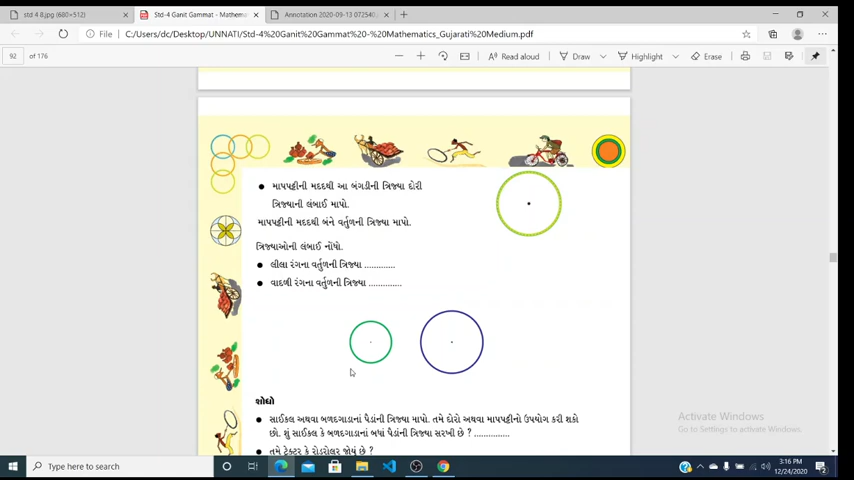 std 4 8.jpg (680×512)
Std-4 Ganit Gammat - Mathema
Annotation 2020-09-13 072540.
File
C:/Users/dc/Desktop/UNNATI/Std-4%20Ganit%20Gammat%20-%20-%20Mathematics_Gujarati%20Medium.pdf
92 of 176
Read aloud
Draw
Highlight
Erase
માપપટ્ટીની મદદથી આ બંગડીની ત્રિજ્યા દોરી
ત્રિજ્યાની લંબાઈ માપો.
માપપટ્ટીની મદદથી બંને વર્તુળની ત્રિજ્યા માપો.
ત્રિજ્યાઓની લંબાઈ નોંધો.
લીલા રંગના વર્તુળની ત્રિજ્યા ...........
વાદળી રંગના વર્તુળની ત્રિજ્યા ............
શોધો
સાઈકલ અથવા બળદગાડાનાં પૈડાંની ત્રિજ્યા માપો. તમે દોરો અથવા માપપટ્ટીનો ઉપયોગ કરી શકો
છો. શું સાઈકલ કે બળદગાડાનાં બધાં પૈડાંની ત્રિજ્યા સરખી છે ? .............
તમે ટ્રેક્ટર કે રોડરોલર જોયું છે ?
Activate Windows
Go to Settings to activate Windows.
Type here to search
3:16 PM
12/24/2020